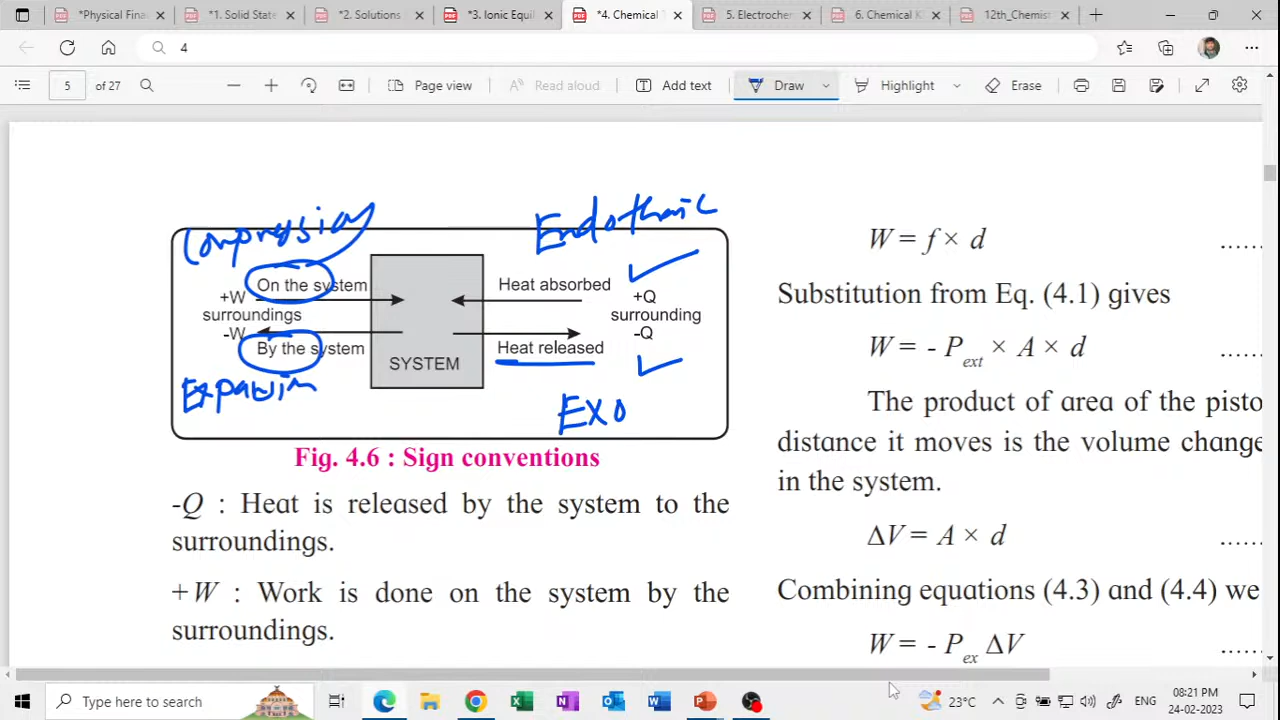 *Physical Fina
*1. Solid State
*2. Solutions
*3. Ionic Equil
*4. Chemical T
5. Electrocher
6. Chemical K
12th_Chemist
4
5 of 27
Page view
Read aloud
Add text
Draw
Highlight
Erase
Compression
Endothmic
On the system
+W
surroundings
-W
By the system
Expansion
SYSTEM
Heat absorbed
+Q
surrounding
-Q
Heat released
EXO
Fig. 4.6 : Sign conventions
-Q : Heat is released by the system to the
surroundings.
+W : Work is done on the system by the
surroundings.
W = f × d ......
Substitution from Eq. (4.1) gives
W = - Pext × A × d ......
The product of area of the pisto
distance it moves is the volume change
in the system.
ΔV = A × d ......
Combining equations (4.3) and (4.4) we
W = - Pex ΔV ......
Type here to search
23°C
ENG
08:21 PM
24-02-2023